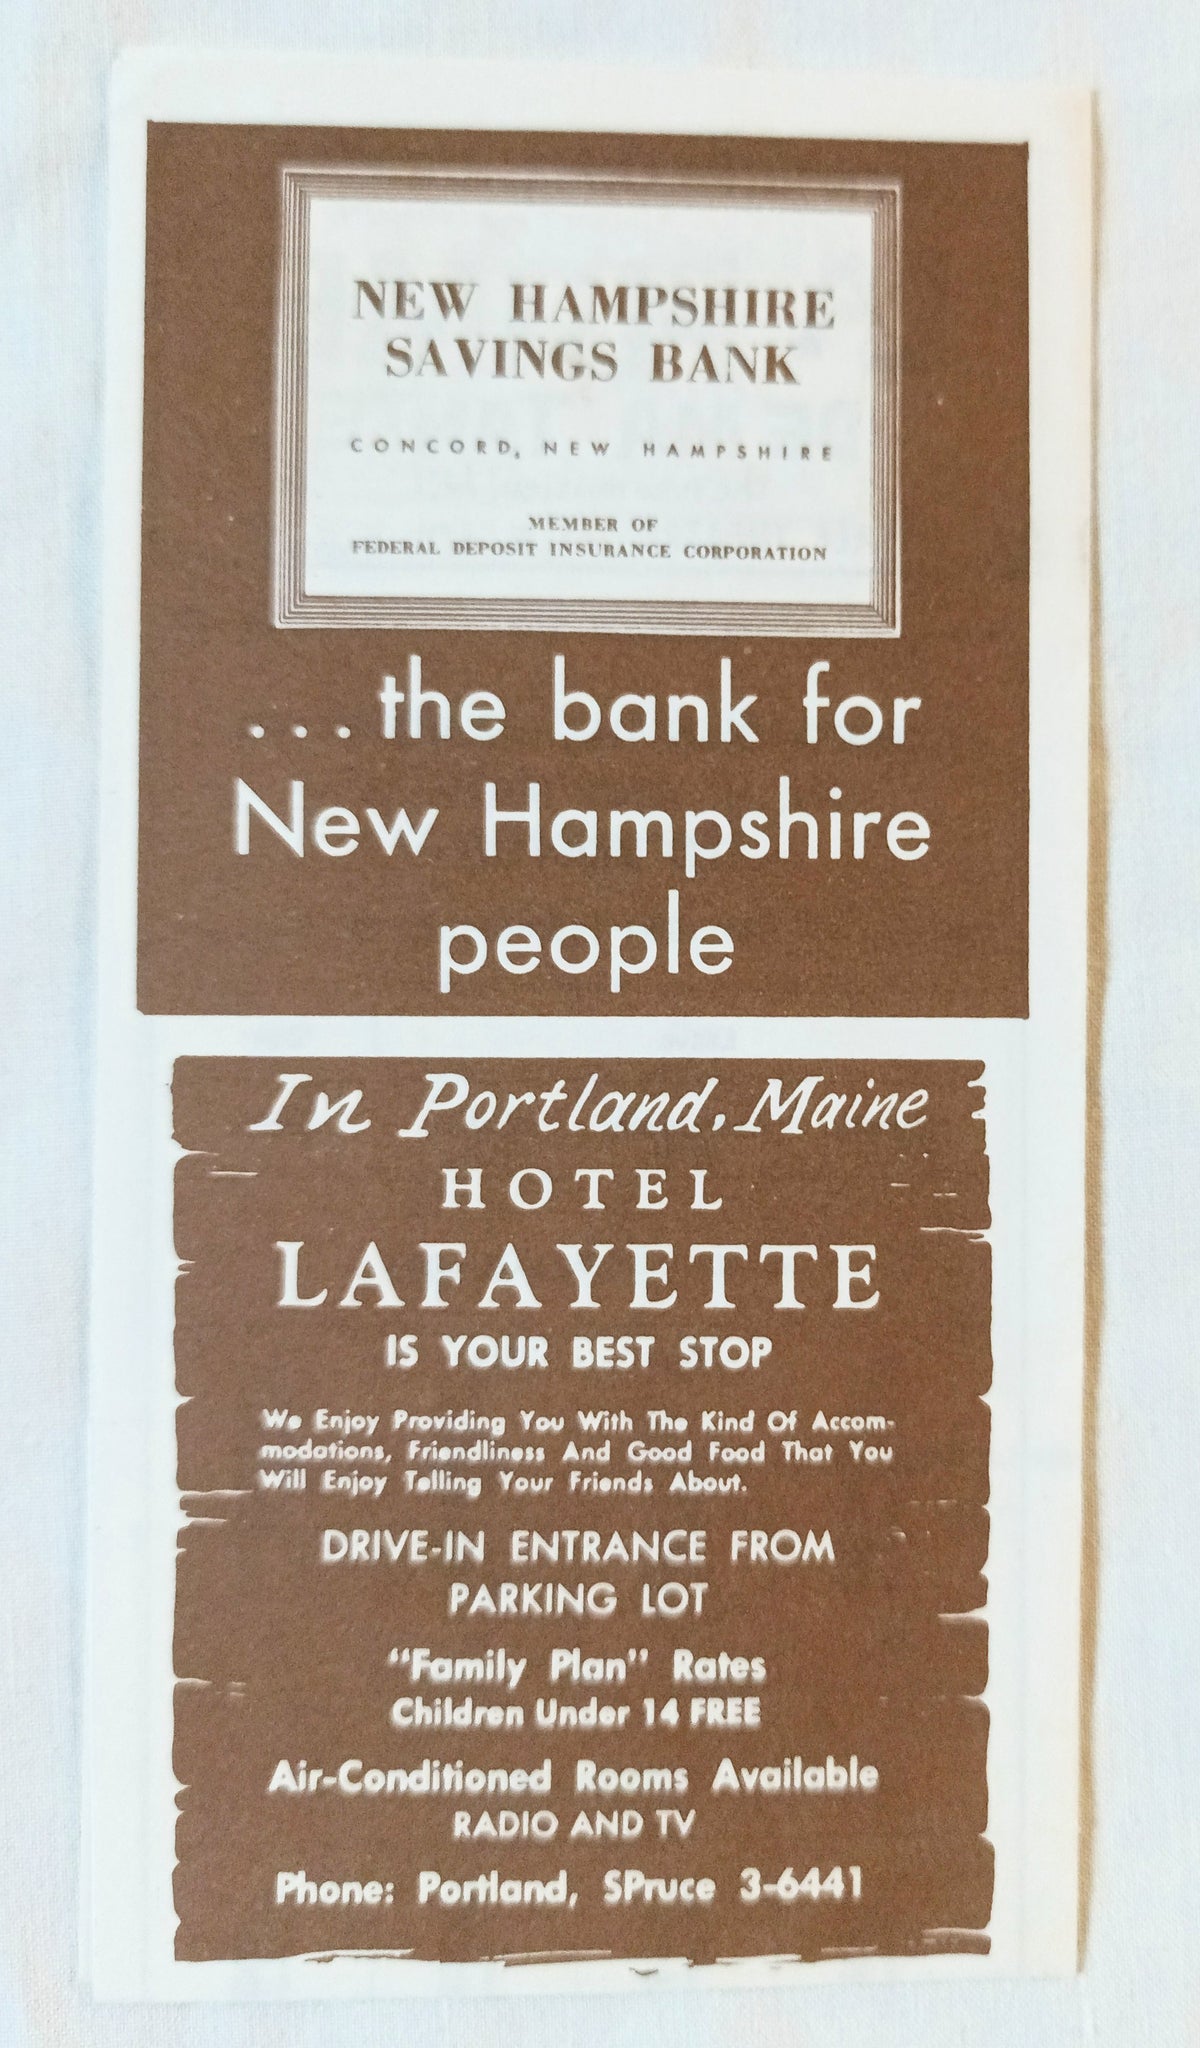 NEW HAMPSHIRE
SAVINGS BANK
CONCORD, NEW HAMPSHIRE
MEMBER OF
FEDERAL DEPOSIT INSURANCE CORPORATION
...the bank for
New Hampshire
people
In Portland, Maine
HOTEL
LAFAYETTE
IS YOUR BEST STOP
We Enjoy Providing You With The Kind Of Accom-
modations, Friendliness And Good Food That You
Will Enjoy Telling Your Friends About.
DRIVE-IN ENTRANCE FROM
PARKING LOT
"Family Plan" Rates
Children Under 14 FREE
Air-Conditioned Rooms Available
RADIO AND TV
Phone: Portland, SPruce 3-6441